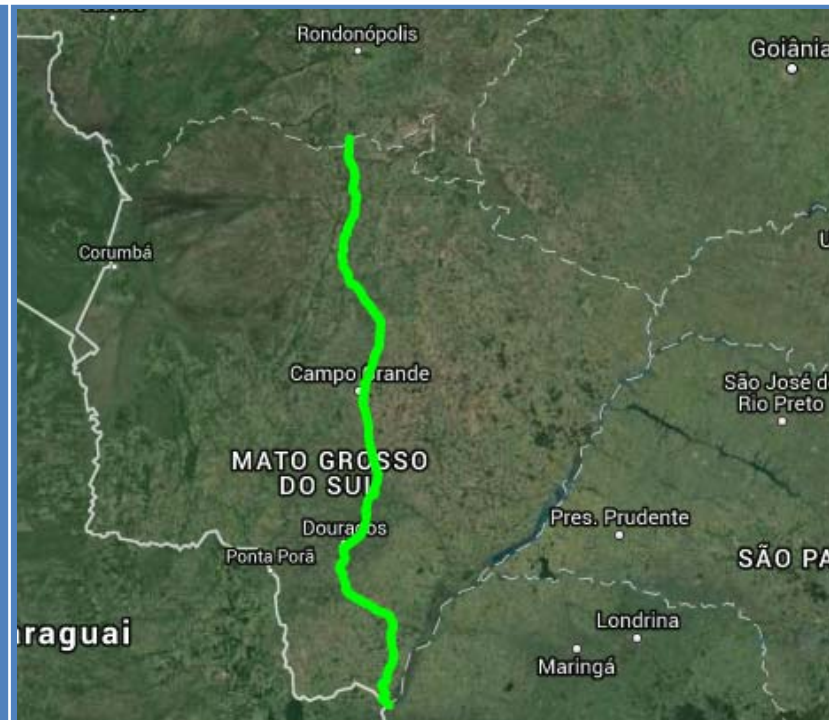 Rondonópolis
Goiânia
Corumbá
Campo Grande
São José d
Rio Preto
MATO GROSSO
DO SUL
Pres. Prudente
Dourados
Ponta Porã
SÃO PA
Londrina
araguai
Maringá